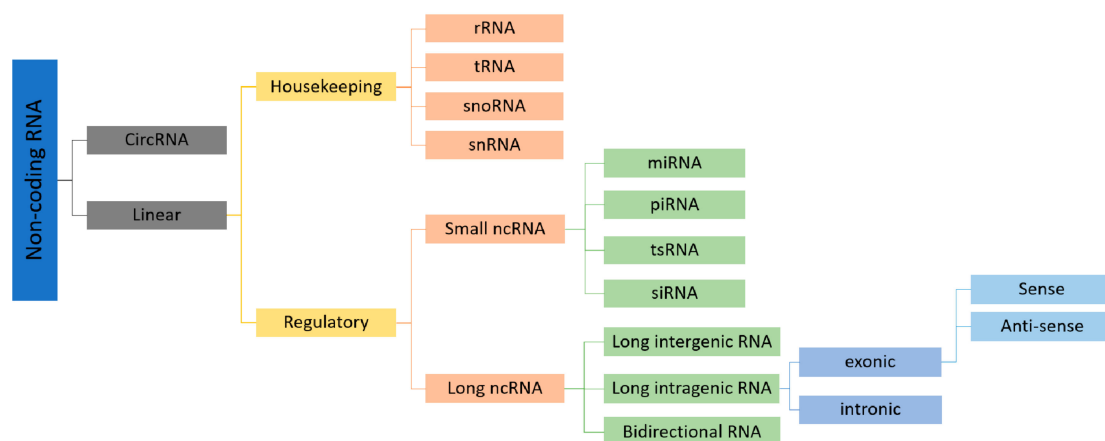 Non-coding RNA
CircRNA
Linear
Housekeeping
Regulatory
rRNA
tRNA
snoRNA
snRNA
Small ncRNA
Long ncRNA
miRNA
piRNA
tsRNA
siRNA
Long intergenic RNA
Long intragenic RNA
Bidirectional RNA
exonic
intronic
Sense
Anti-sense